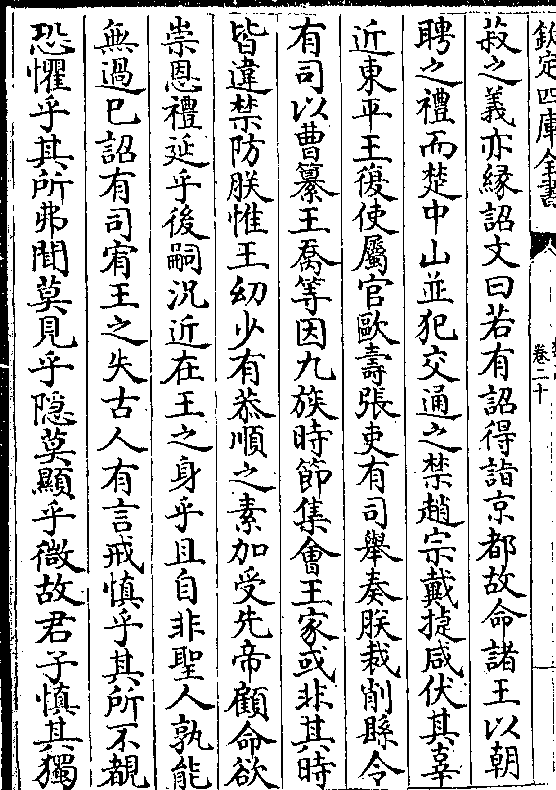 欽定四庫全書
卷二十
菽之義亦縁詔文曰若有詔得詣京都故命諸王以朝
聘之禮而楚中山並犯交通之禁趙宗戴捷咸伏其辜
近東平王復使屬官歐壽張吏有司舉奏朕裁削縣令
有司以曹纂王喬等因九族時節集會王家或非其時
皆違禁防朕惟王幼少有恭順之素加受先帝顧命欲
崇恩禮延乎後嗣況近在王之身乎且自非聖人孰能
無過已詔有司宥王之失古人有言戒慎乎其所不覩
恐懼乎其所弗聞莫見乎隠莫顯乎微故君子慎其獨